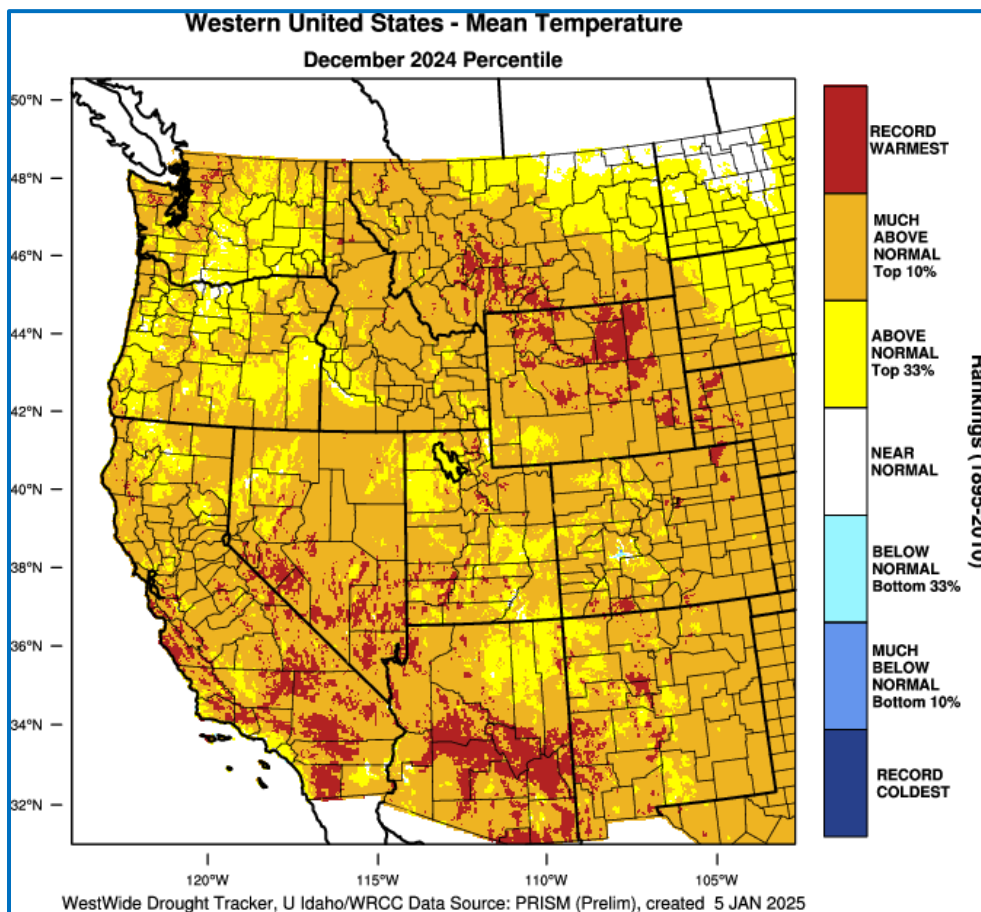 Western United States - Mean Temperature
December 2024 Percentile
50°N
48°N
46°N
44°N
42°N
40°N
38°N
36°N
34°N
32°N
120°W
115°W
110°W
105°W
RECORD
WARMEST
MUCH
ABOVE
NORMAL
Top 10%
ABOVE
NORMAL
Top 33%
NEAR
NORMAL
BELOW
NORMAL
Bottom 33%
MUCH
BELOW
NORMAL
Bottom 10%
RECORD
COLDEST
Rankings (1895-2010)
WestWide Drought Tracker, U Idaho/WRCC Data Source: PRISM (Prelim), created 5 JAN 2025